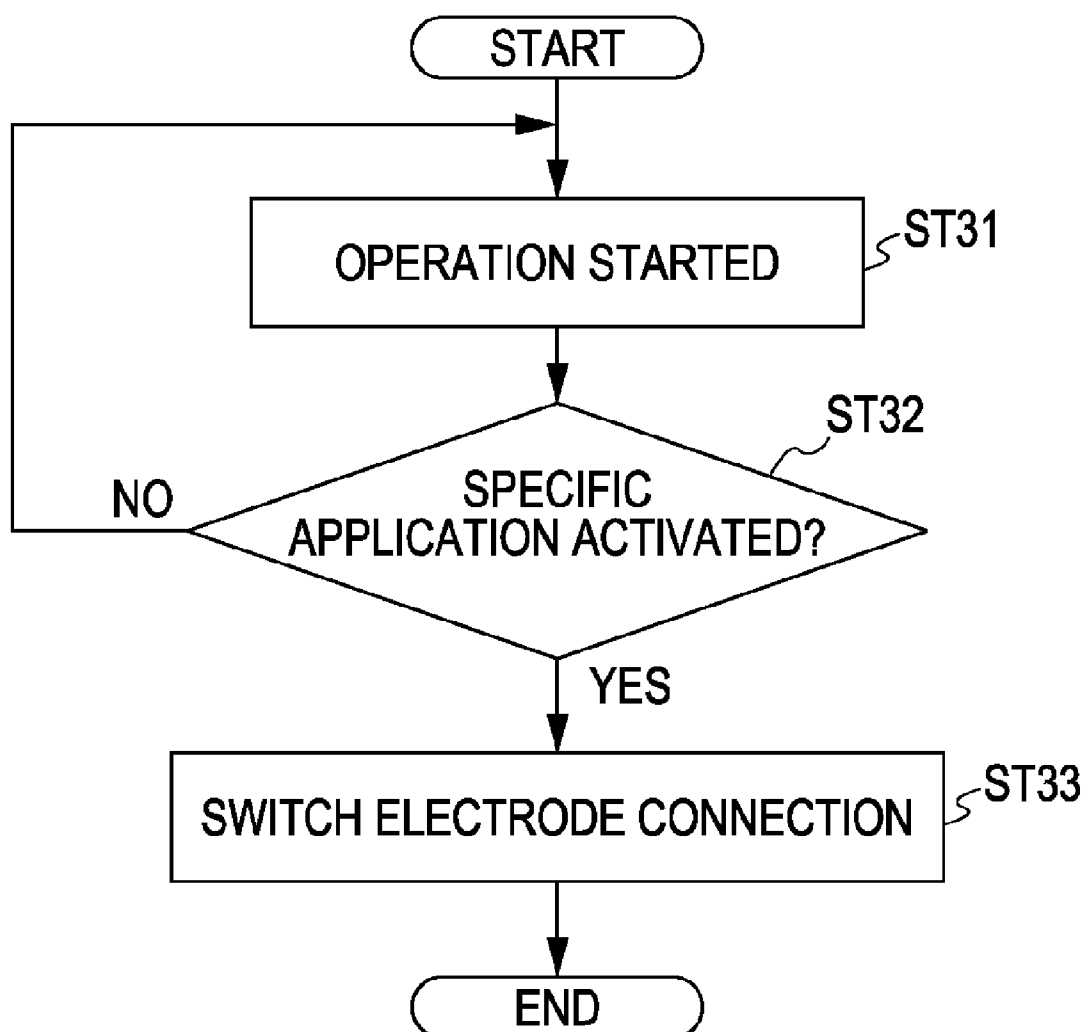 START
OPERATION STARTED
ST31
ST32
SPECIFIC
APPLICATION ACTIVATED?
NO
YES
SWITCH ELECTRODE CONNECTION
ST33
END